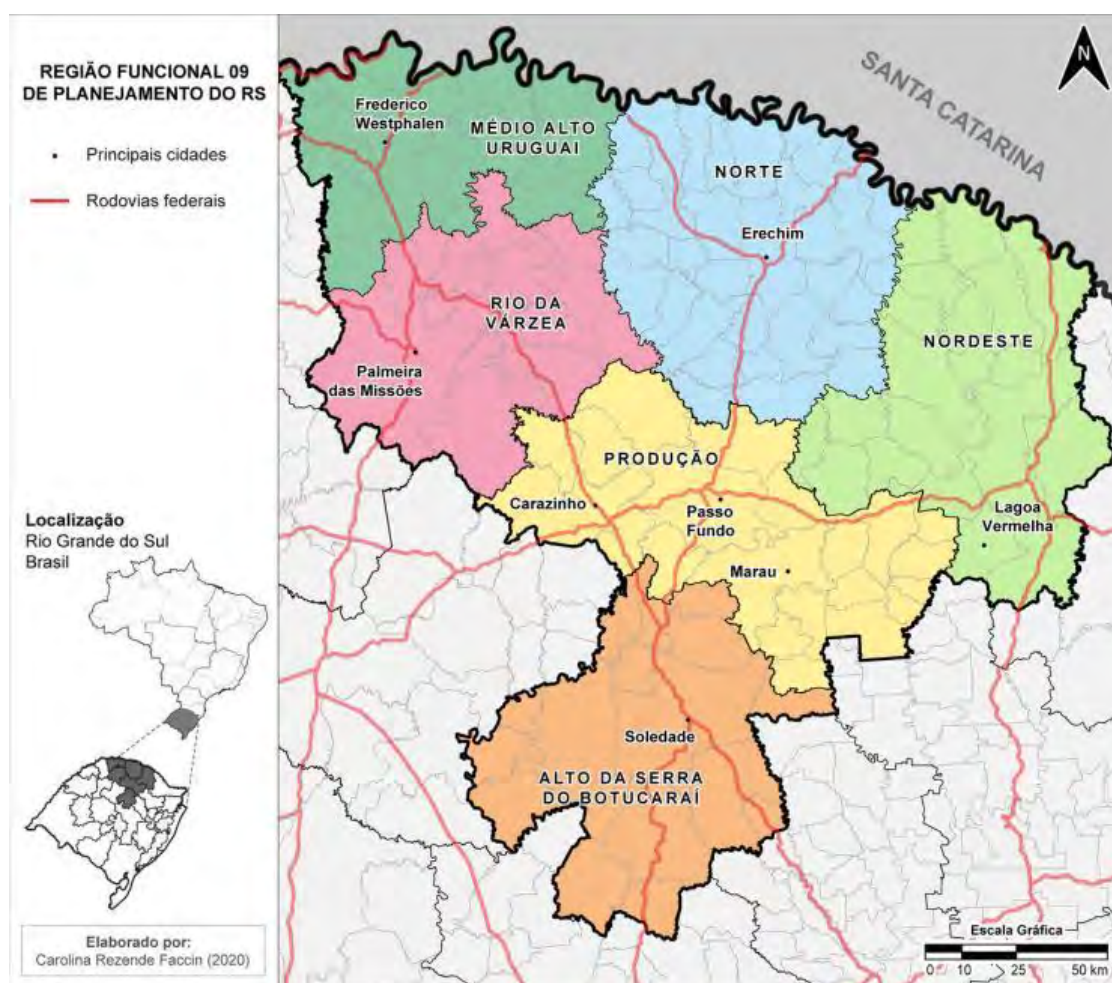 REGIÃO FUNCIONAL 09
DE PLANEJAMENTO DO RS
Principais cidades
Rodovias federais
Localização
Rio Grande do Sul
Brasil
Elaborado por:
Carolina Rezende Faccin (2020)
N
SANTA CATARINA
Frederico
Westphalen
MÉDIO ALTO
URUGUAI
NORTE
Erechim
RIO DA
VÁRZEA
NORDESTE
Palmeira
das Missões
PRODUÇÃO
Carazinho
Passo
Fundo
Lagoa
Vermelha
Marau
Soledade
ALTO DA SERRA
DO BOTUCARAÍ
Escala Gráfica
0 10 25 50 km